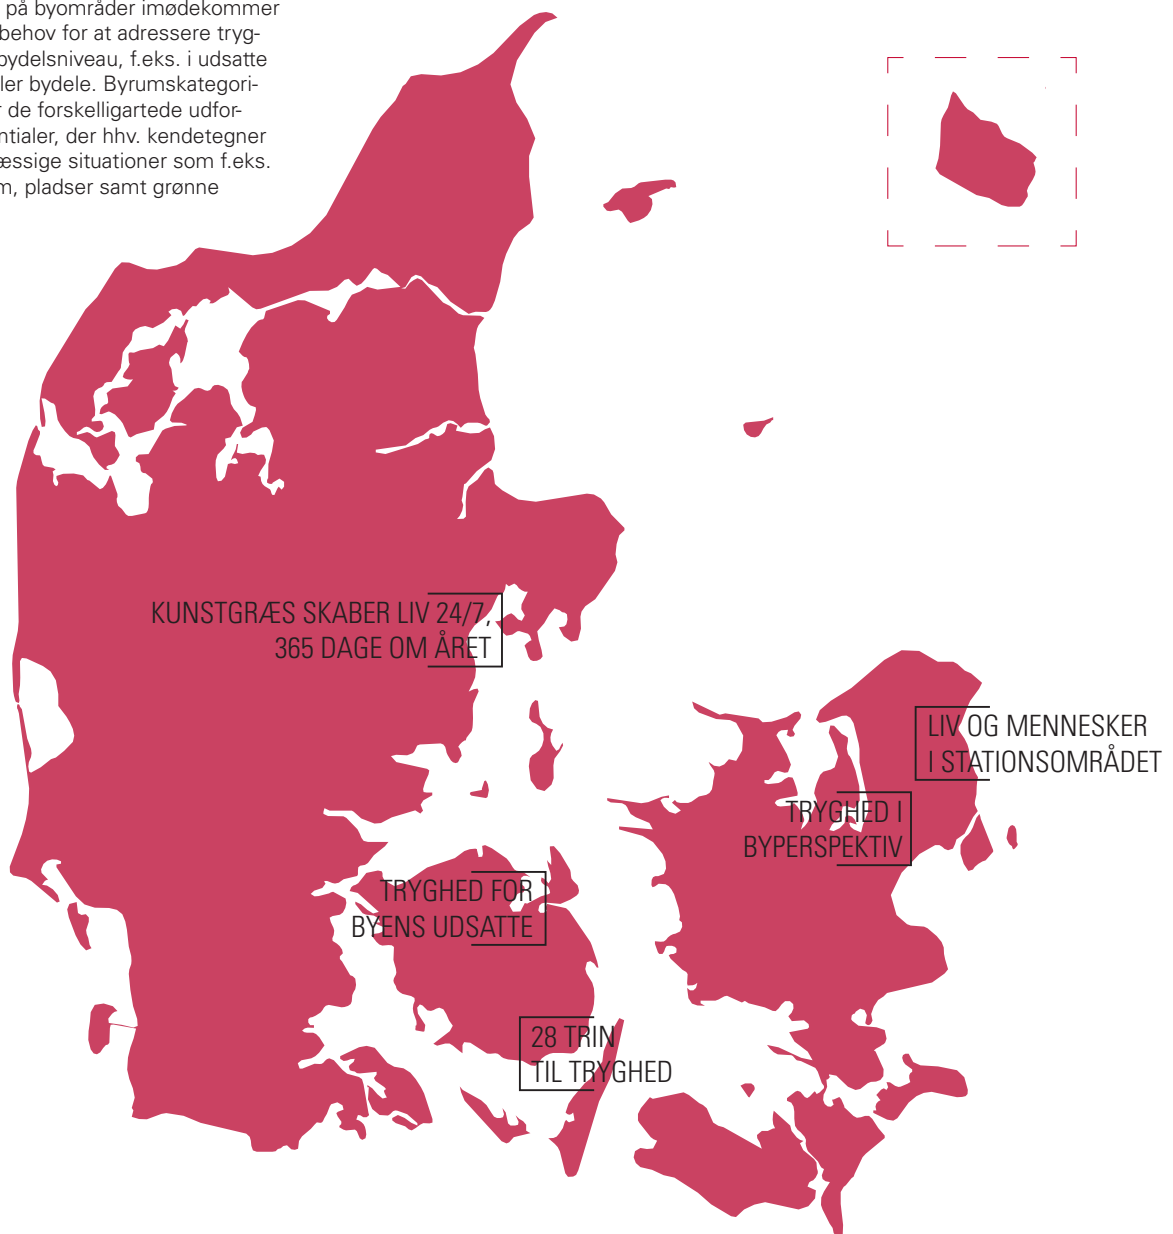 på byområder imødekommer
behov for at adressere tryg-
bydelsniveau, f.eks. i udsatte
ler bydele. Byrumskategori-
de forskelligartede udfor-
ntialer, der hhv. kendetegner
æssige situationer som f.eks.
m, pladser samt grønne
KUNSTGRÆS SKABER LIV 24/7,
365 DAGE OM ÅRET
LIV OG MENNESKER
I STATIONSOMRÅDET
TRYGHED I
BYPERSPEKTIV
TRYGHED FOR
BYENS UDSATTE
28 TRIN
TIL TRYGHED